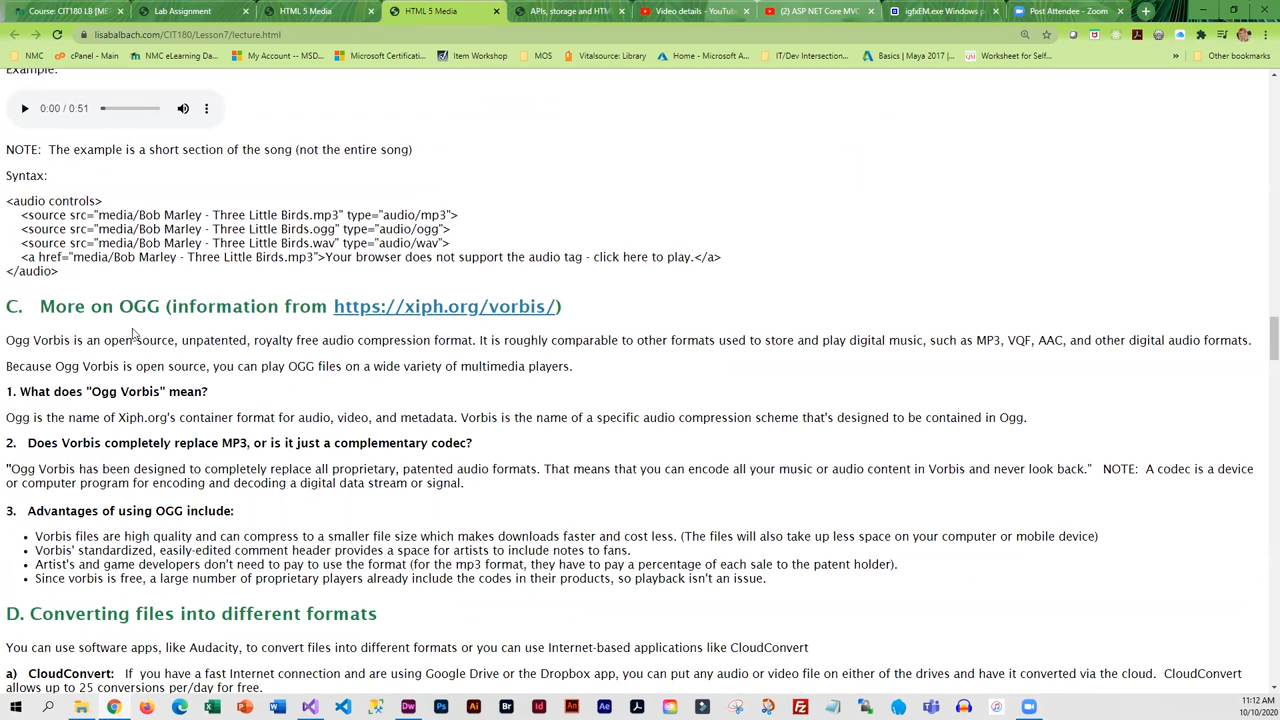 Course: CIT180 LB [M
Lab Assignment
HTML 5 Media
HTML 5 Media
APIs, storage and HTM
Video details - YouTub
(2) ASP NET Core MVC
igfxEM.exe Windows p
Post Attendee - Zoom
lisabalbach.com/CIT180/Lesson7/lecture.html
NMC
cPanel - Main
NMC eLearning Da...
My Account -- MSD...
Microsoft Certificati...
Item Workshop
MOS
Vitalsource: Library
Home - Microsoft A...
IT/Dev Intersection...
Basics | Maya 2017 |...
Worksheet for Self...
»
Other bookmarks
Example:
0:00 / 0:51
NOTE: The example is a short section of the song (not the entire song)
Syntax:
<audio controls>
<source src="media/Bob Marley - Three Little Birds.mp3" type="audio/mp3">
<source src="media/Bob Marley - Three Little Birds.ogg" type="audio/ogg">
<source src="media/Bob Marley - Three Little Birds.wav" type="audio/wav">
<a href="media/Bob Marley - Three Little Birds.mp3">Your browser does not support the audio tag - click here to play.</a>
</audio>
C. More on OGG (information from https://xiph.org/vorbis/)
Ogg Vorbis is an open source, unpatented, royalty free audio compression format. It is roughly comparable to other formats used to store and play digital music, such as MP3, VQF, AAC, and other digital audio formats.
Because Ogg Vorbis is open source, you can play OGG files on a wide variety of multimedia players.
1. What does "Ogg Vorbis" mean?
Ogg is the name of Xiph.org's container format for audio, video, and metadata. Vorbis is the name of a specific audio compression scheme that's designed to be contained in Ogg.
2. Does Vorbis completely replace MP3, or is it just a complementary codec?
"Ogg Vorbis has been designed to completely replace all proprietary, patented audio formats. That means that you can encode all your music or audio content in Vorbis and never look back." NOTE: A codec is a device
or computer program for encoding and decoding a digital data stream or signal.
3. Advantages of using OGG include:
• Vorbis files are high quality and can compress to a smaller file size which makes downloads faster and cost less. (The files will also take up less space on your computer or mobile device)
• Vorbis' standardized, easily-edited comment header provides a space for artists to include notes to fans.
• Artist's and game developers don't need to pay to use the format (for the mp3 format, they have to pay a percentage of each sale to the patent holder).
• Since vorbis is free, a large number of proprietary players already include the codes in their products, so playback isn't an issue.
D. Converting files into different formats
You can use software apps, like Audacity, to convert files into different formats or you can use Internet-based applications like CloudConvert
a) CloudConvert: If you have a fast Internet connection and are using Google Drive or the Dropbox app, you can put any audio or video file on either of the drives and have it converted via the cloud. CloudConvert
allows up to 25 conversions per/day for free.
11:12 AM
10/10/2020